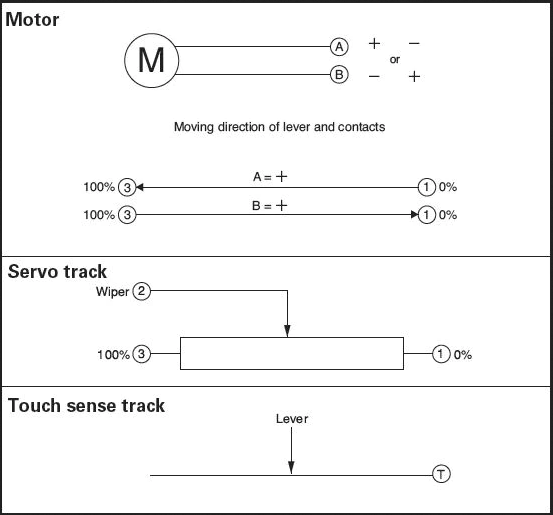 Motor
M
A + −
or
B − +
Moving direction of lever and contacts
A = +
100% 3 1 0%
B = +
100% 3 1 0%
Servo track
Wiper 2
100% 3 1 0%
Touch sense track
Lever
T